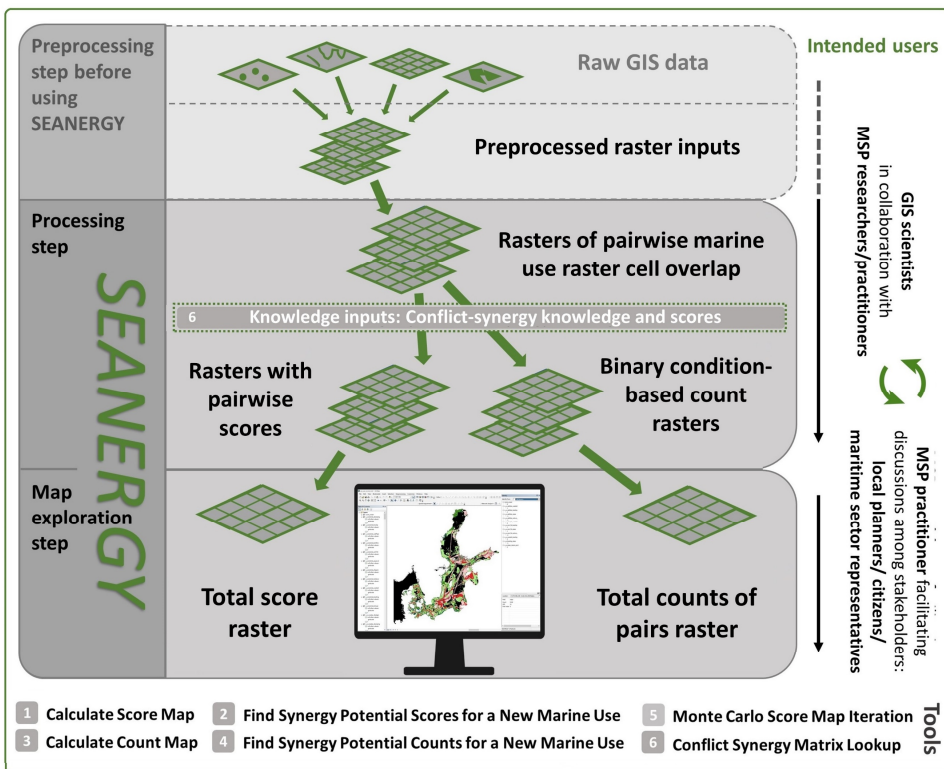 Preprocessing
step before
using
SEANERGY
Raw GIS data
Preprocessed raster inputs
Intended users
Processing
step
SEANERGY
Rasters of pairwise marine
use raster cell overlap
6 Knowledge inputs: Conflict-synergy knowledge and scores
Rasters with
pairwise
scores
Binary condition-
based count
rasters
GIS scientists
in collaboration with
MSP researchers/practitioners
Map
exploration
step
Total score
raster
Total counts of
pairs raster
MSP practitioner facilitating
discussions among stakeholders:
local planners/ citizens/
maritime sector representatives
1 Calculate Score Map
2 Find Synergy Potential Scores for a New Marine Use
5 Monte Carlo Score Map Iteration
3 Calculate Count Map
4 Find Synergy Potential Counts for a New Marine Use
6 Conflict Synergy Matrix Lookup
Tools